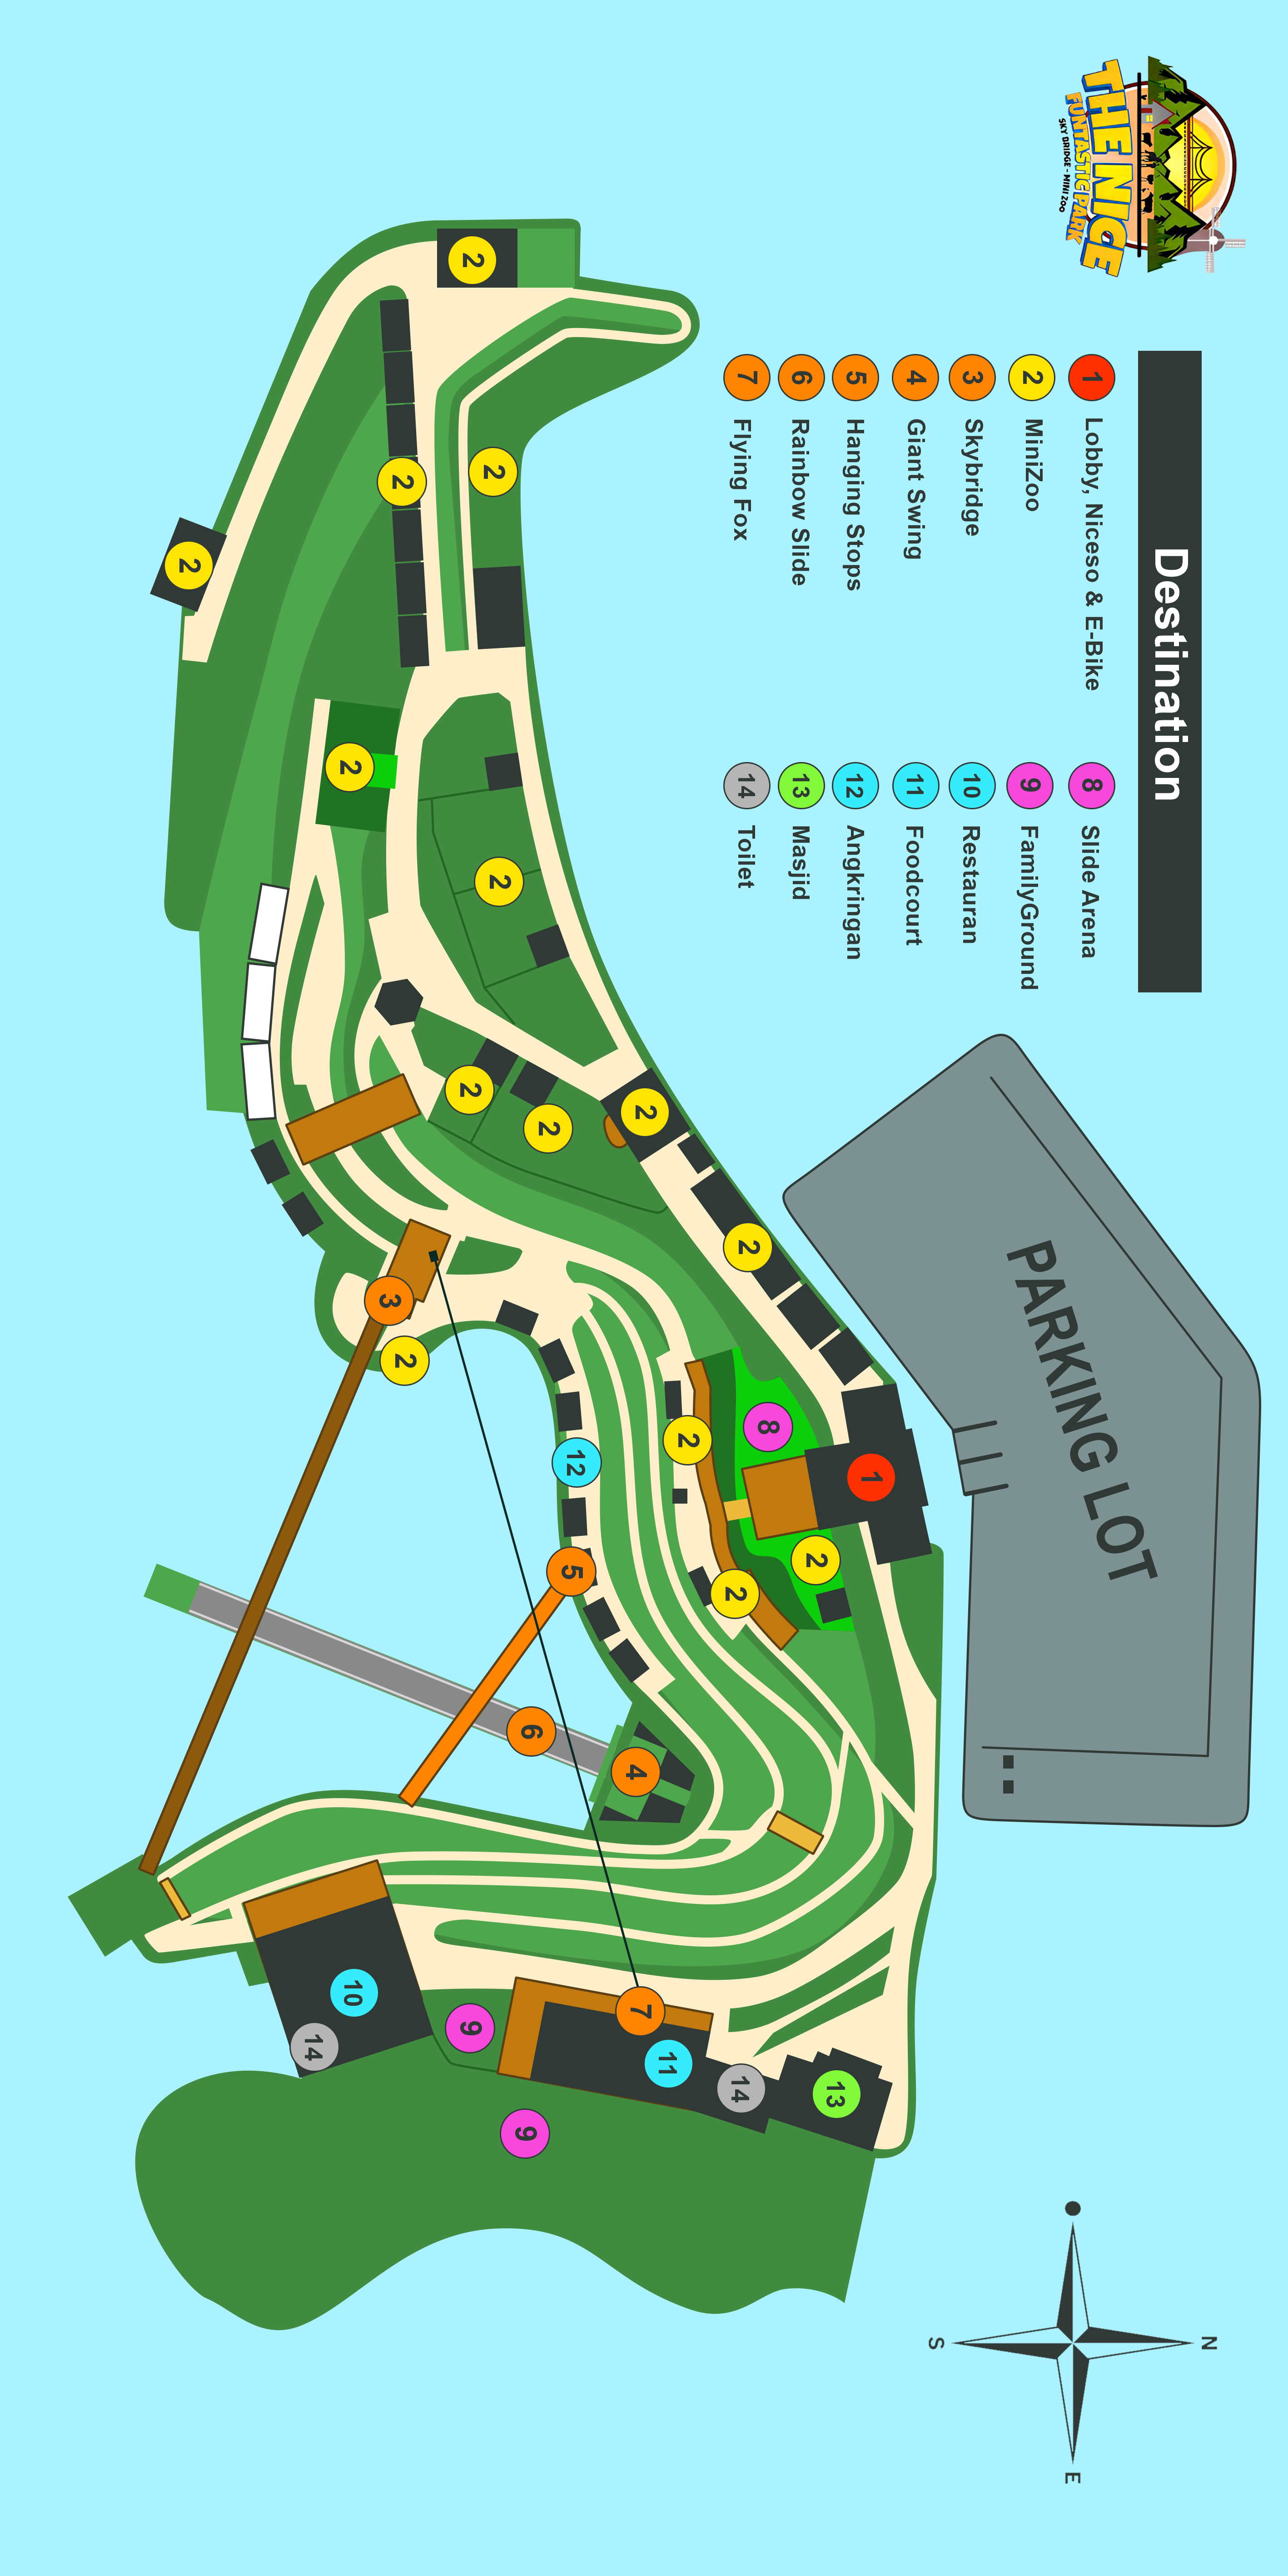 THE NICE
FUNTASTIC PARK
SKY BRIDGE - MINI ZOO
Destination
1 Lobby, Niceso & E-Bike
2 MiniZoo
3 Skybridge
4 Giant Swing
5 Hanging Stops
6 Rainbow Slide
7 Flying Fox
8 Slide Arena
9 FamilyGround
10 Restauran
11 Foodcourt
12 Angkringan
13 Masjid
14 Toilet
PARKING LOT
N
E
S
2
2
2
2
2
2
2
2
2
2
2
8
1
2
2
2
3
2
12
5
6
4
7
11
14
13
9
10
14
9